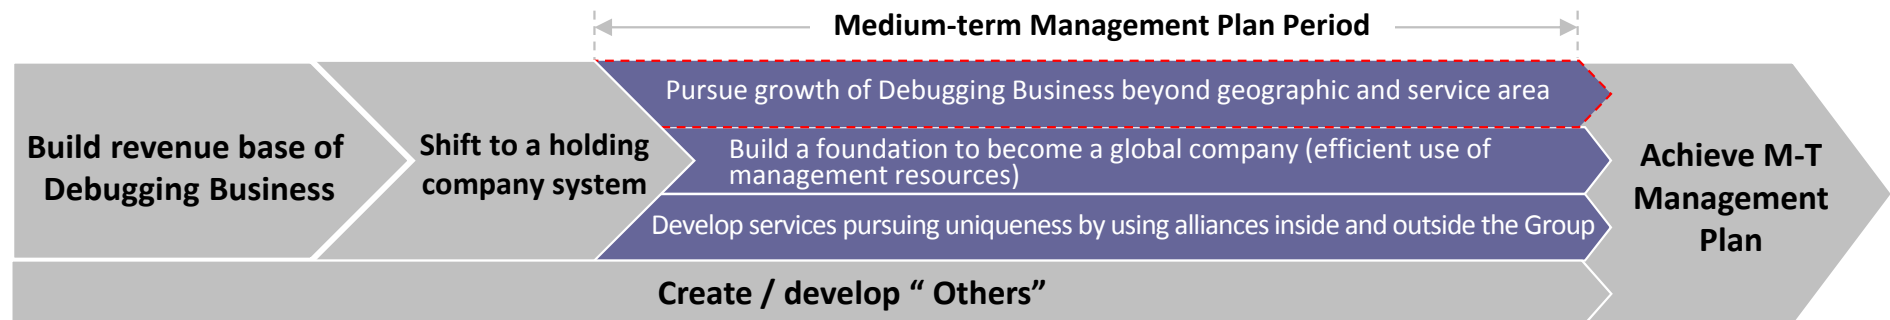 Medium-term Management Plan Period
Build revenue base of
Debugging Business
Shift to a holding
company system
Pursue growth of Debugging Business beyond geographic and service area
Build a foundation to become a global company (efficient use of
management resources)
Develop services pursuing uniqueness by using alliances inside and outside the Group
Achieve M-T
Management
Plan
Create / develop “ Others”